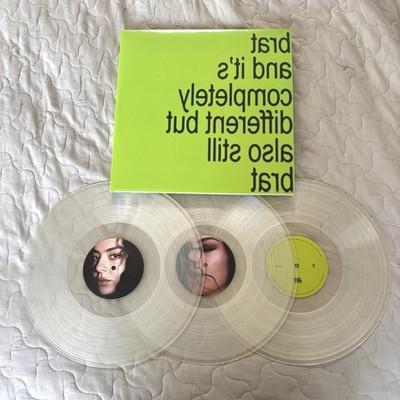 brat
and it's
completely
different but
also still
brat